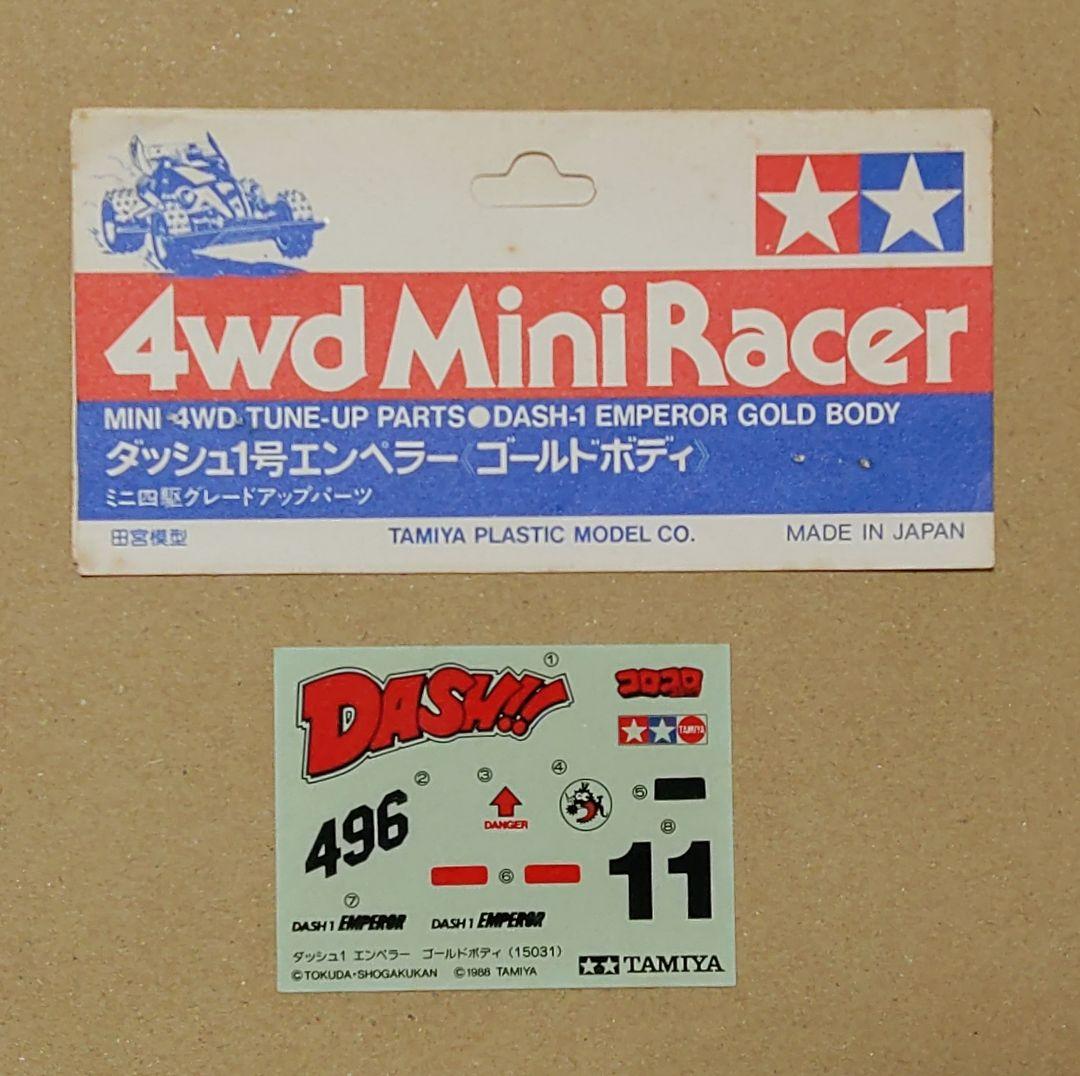 4wd Mini Racer
MINI 4WD TUNE-UP PARTS●DASH-1 EMPEROR GOLD BODY
ダッシュ1号エンペラー《ゴールドボディ》
ミニ四駆グレードアップパーツ
田宮模型 TAMIYA PLASTIC MODEL CO. MADE IN JAPAN
DASH!! ①
コロコロ
TAMIYA
② ③ ④
496
DANGER
⑤
⑥
⑧
11
⑦
DASH 1 EMPEROR DASH 1 EMPEROR
ダッシュ1 エンペラー ゴールドボディ (15031)
©TOKUDA・SHOGAKUKAN ©1988 TAMIYA
TAMIYA